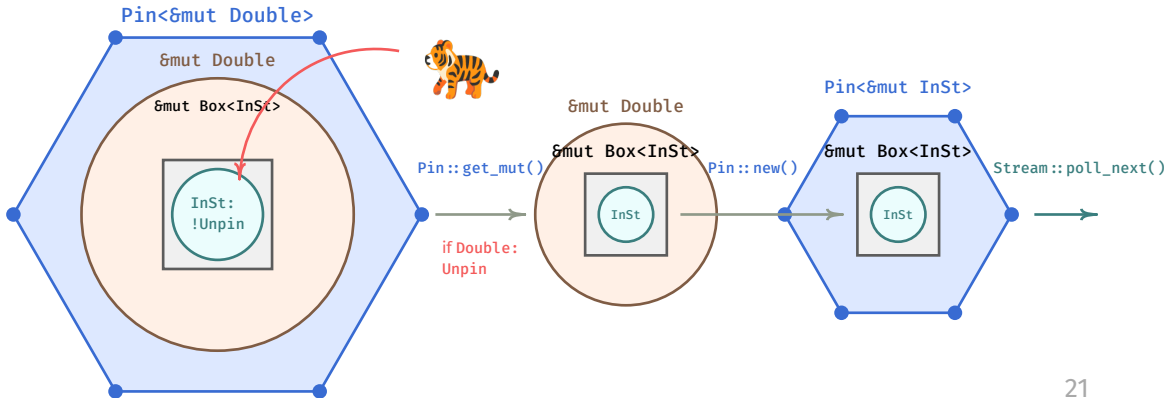 Pin<&mut Double>
&mut Double
&mut Box<InSt>
InSt:
!Unpin
Pin::get_mut()
if Double:
Unpin
&mut Double
&mut Box<InSt>
InSt
Pin::new()
Pin<&mut InSt>
&mut Box<InSt>
InSt
Stream::poll_next()
21